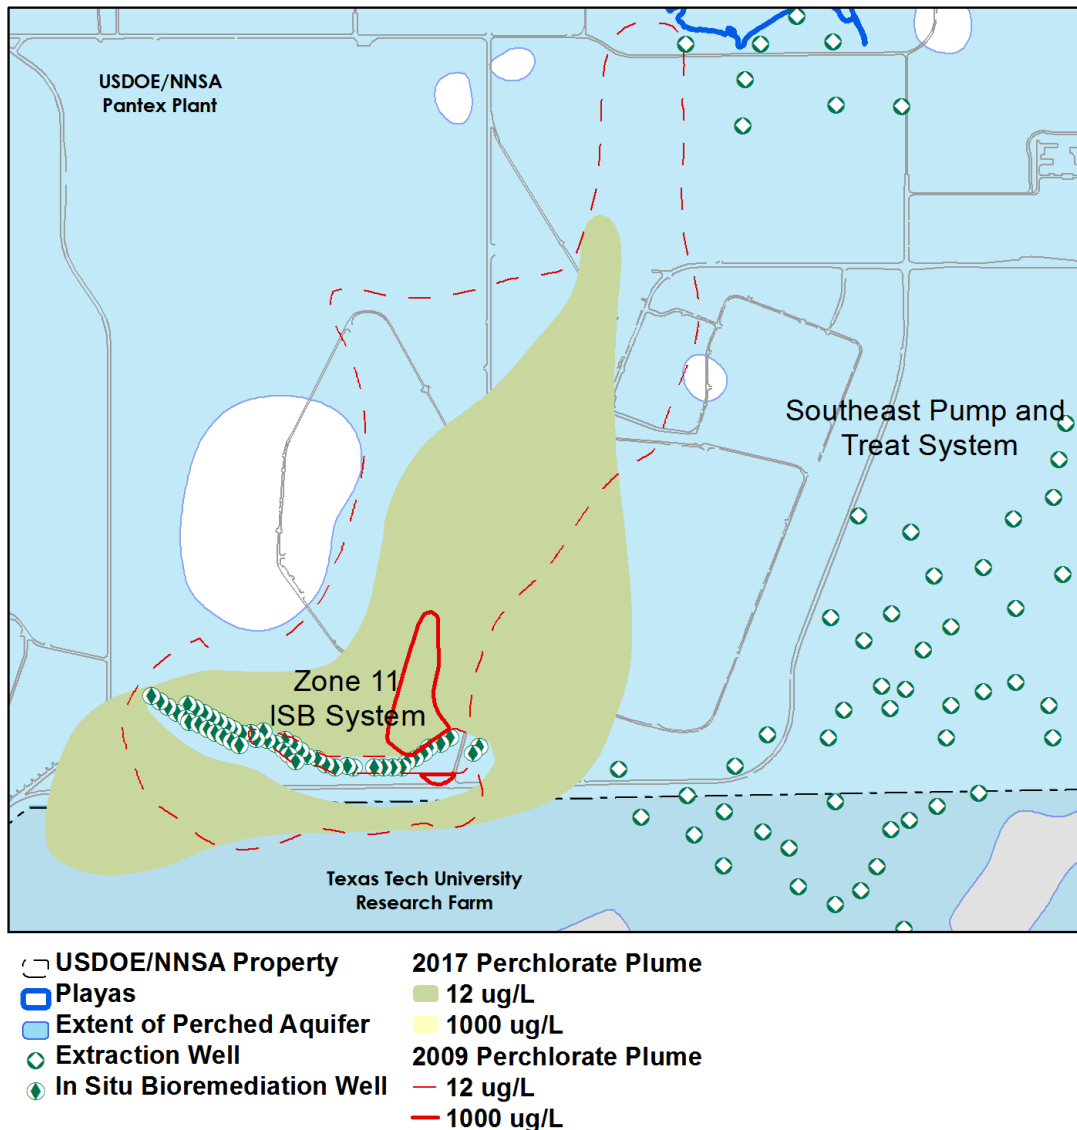 USDOE/NNSA
Pantex Plant
Southeast Pump and
Treat System
Zone 11
ISB System
Texas Tech University
Research Farm
USDOE/NNSA Property
Playas
Extent of Perched Aquifer
Extraction Well
In Situ Bioremediation Well
2017 Perchlorate Plume
12 ug/L
1000 ug/L
2009 Perchlorate Plume
12 ug/L
1000 ug/L